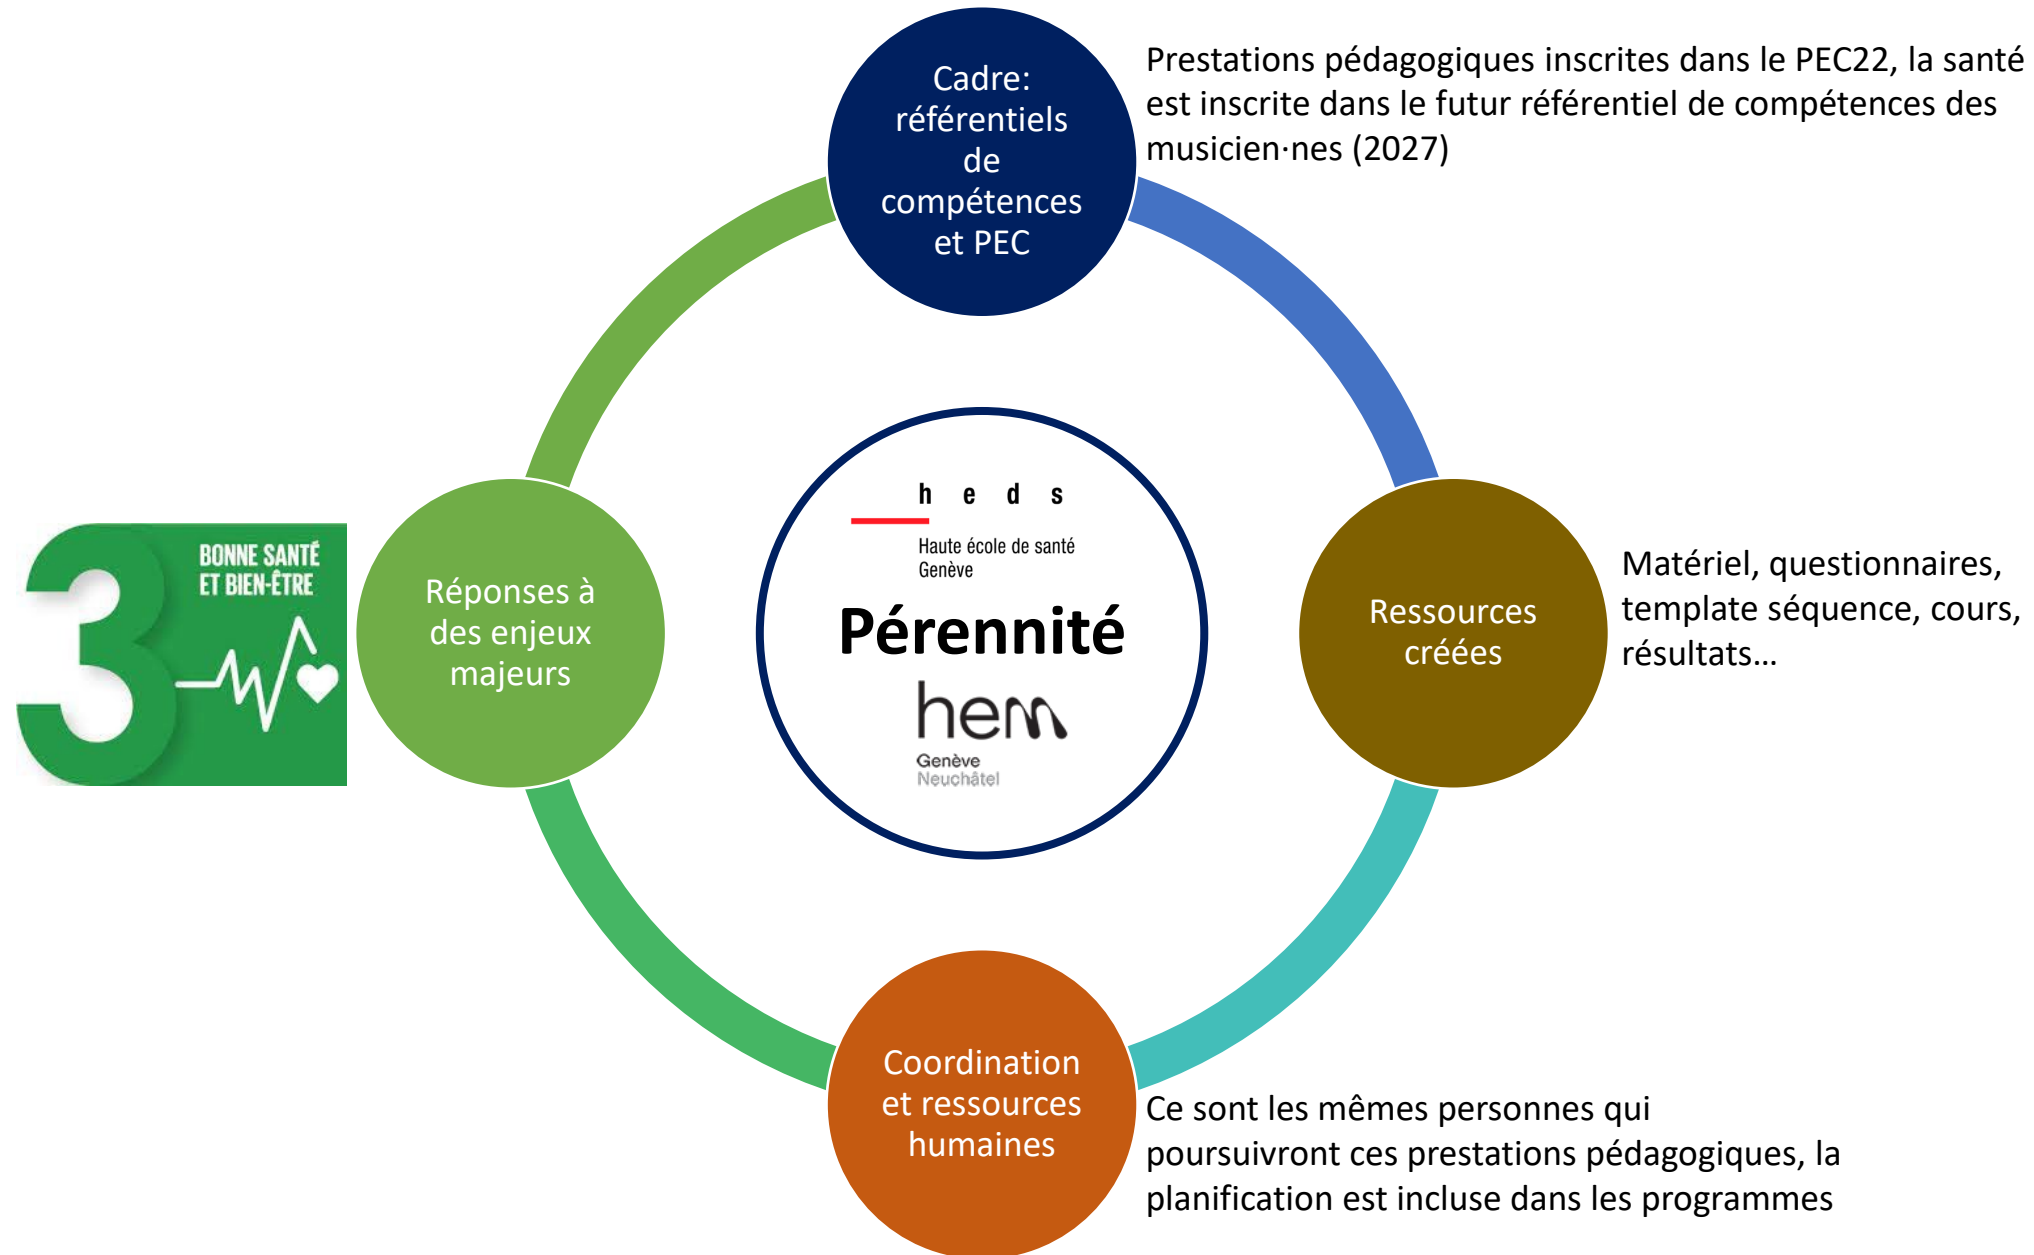 Cadre:
référentiels
de
compétences
et PEC
Prestations pédagogiques inscrites dans le PEC22, la santé
est inscrite dans le futur référentiel de compétences des
musicien·nes (2027)
3
BONNE SANTÉ
ET BIEN-ÊTRE
Réponses à
des enjeux
majeurs
h e d s
Haute école de santé
Genève
Pérennité
hem
Genève
Neuchâtel
Ressources
créées
Matériel, questionnaires,
template séquence, cours,
résultats…
Coordination
et ressources
humaines
Ce sont les mêmes personnes qui
poursuivront ces prestations pédagogiques, la
planification est incluse dans les programmes